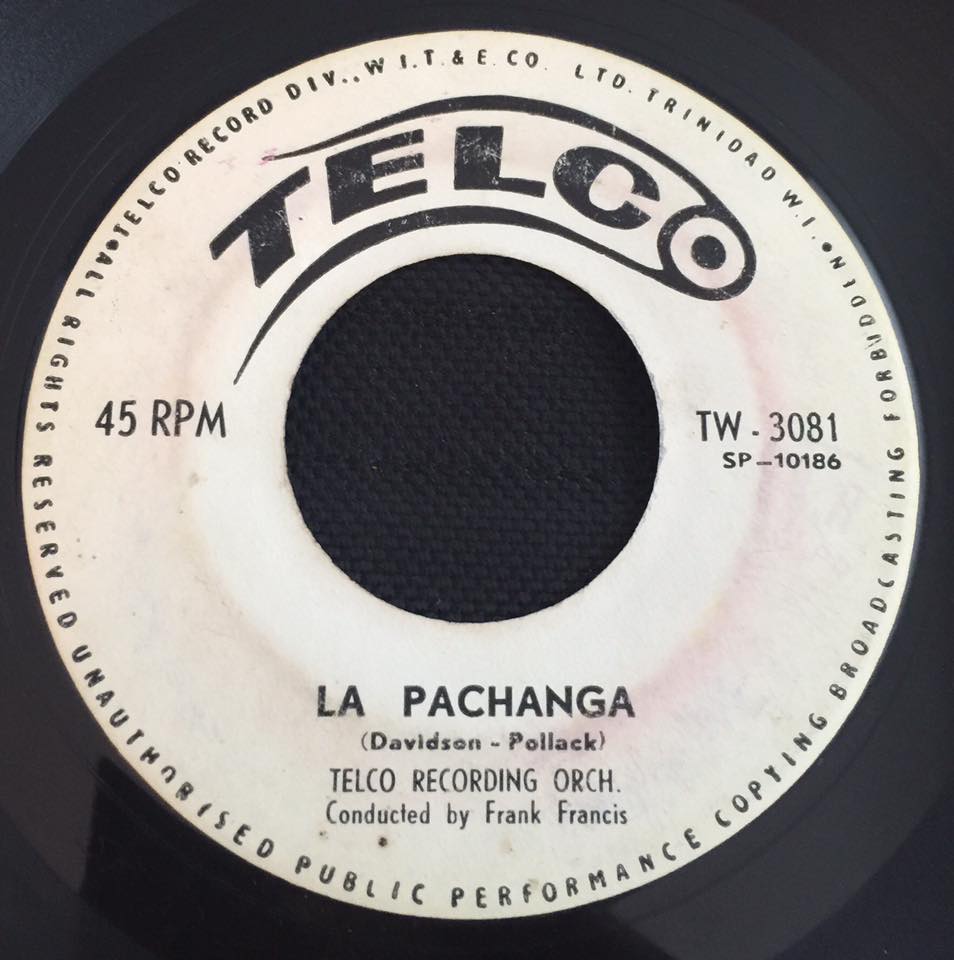 TELCO RECORD DIV., W I.T. & E. CO. LTD. TRINIDAD W.I. •
TELCO
45 RPM
TW - 3081
SP-10186
LA PACHANGA
(Davidson - Pollack)
TELCO RECORDING ORCH.
Conducted by Frank Francis
ALL RIGHTS RESERVED UNAUTHORISED PUBLIC PERFORMANCE COPYING BROADCASTING FORBIDDEN •